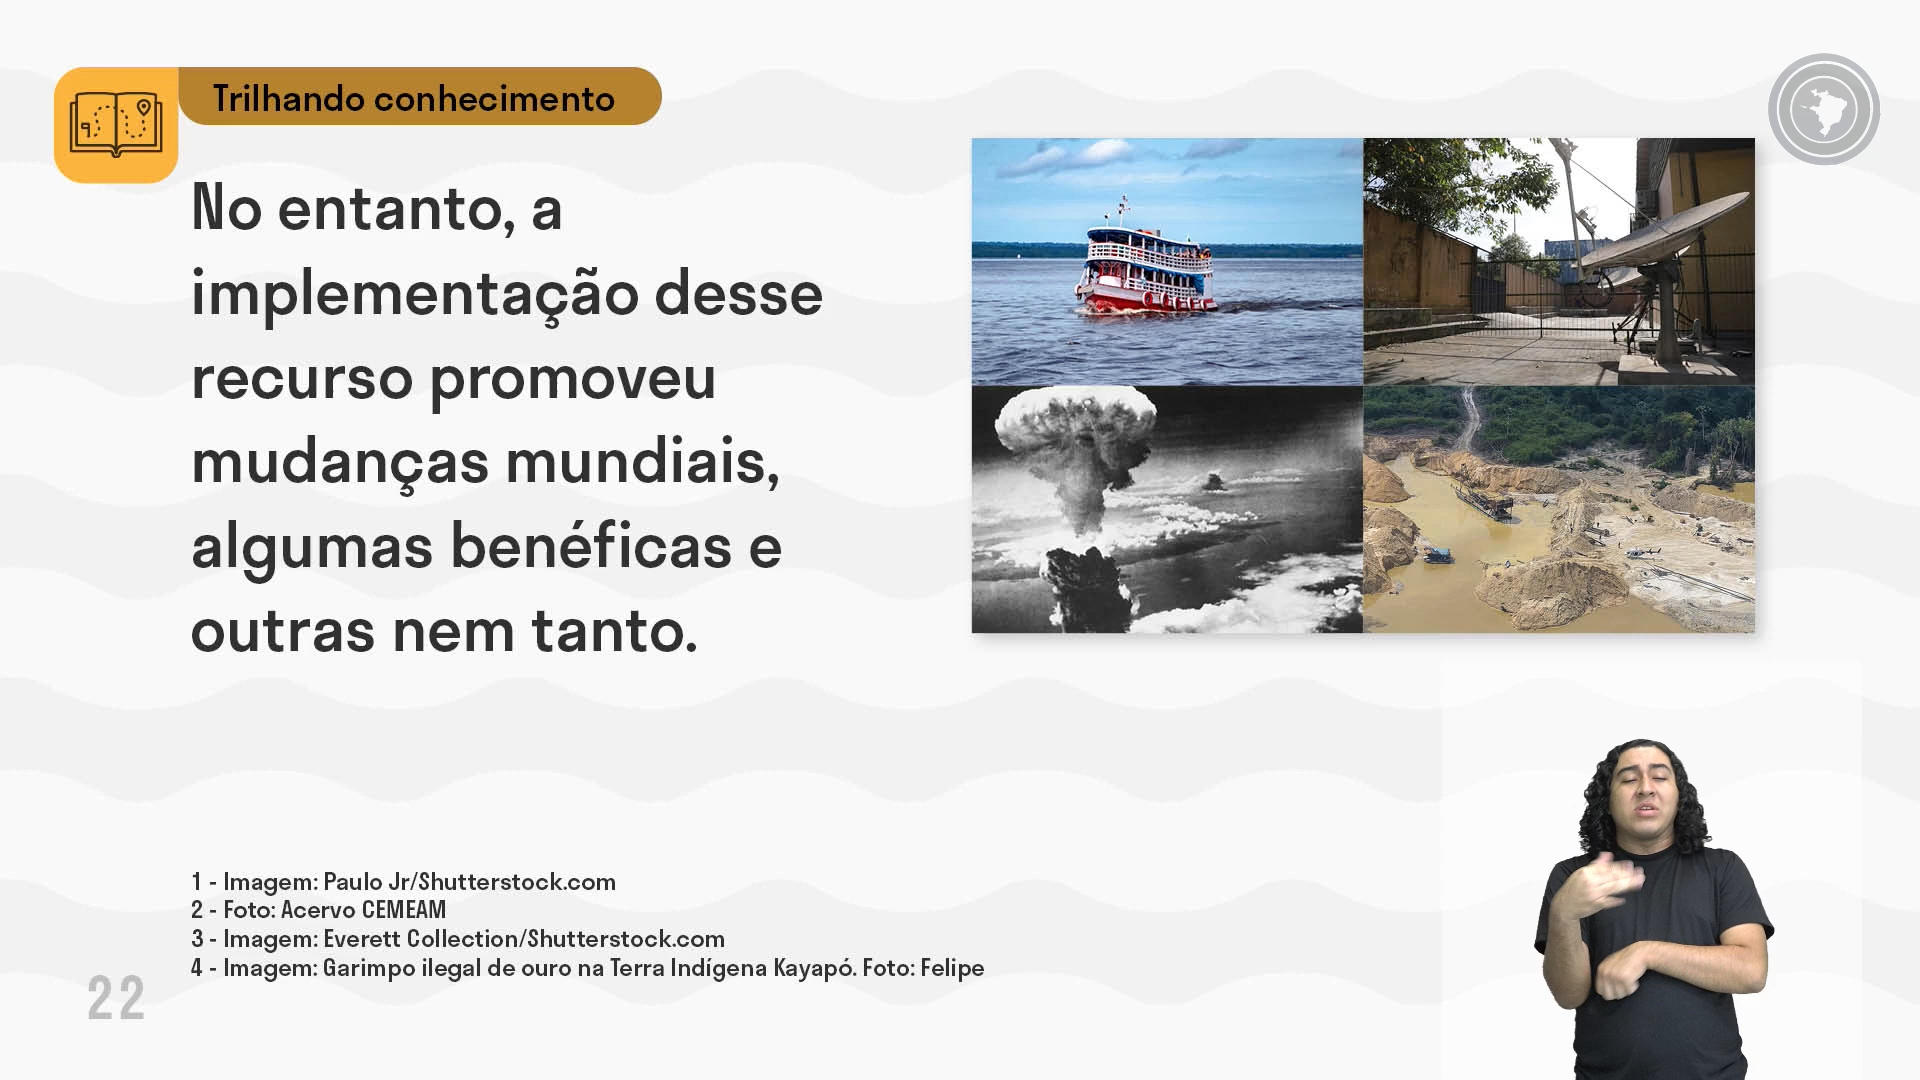 Trilhando conhecimento
No entanto, a
implementação desse
recurso promoveu
mudanças mundiais,
algumas benéficas e
outras nem tanto.
1 - Imagem: Paulo Jr/Shutterstock.com
2 - Foto: Acervo CEMEAM
3 - Imagem: Everett Collection/Shutterstock.com
4 - Imagem: Garimpo ilegal de ouro na Terra Indígena Kayapó. Foto: Felipe
22